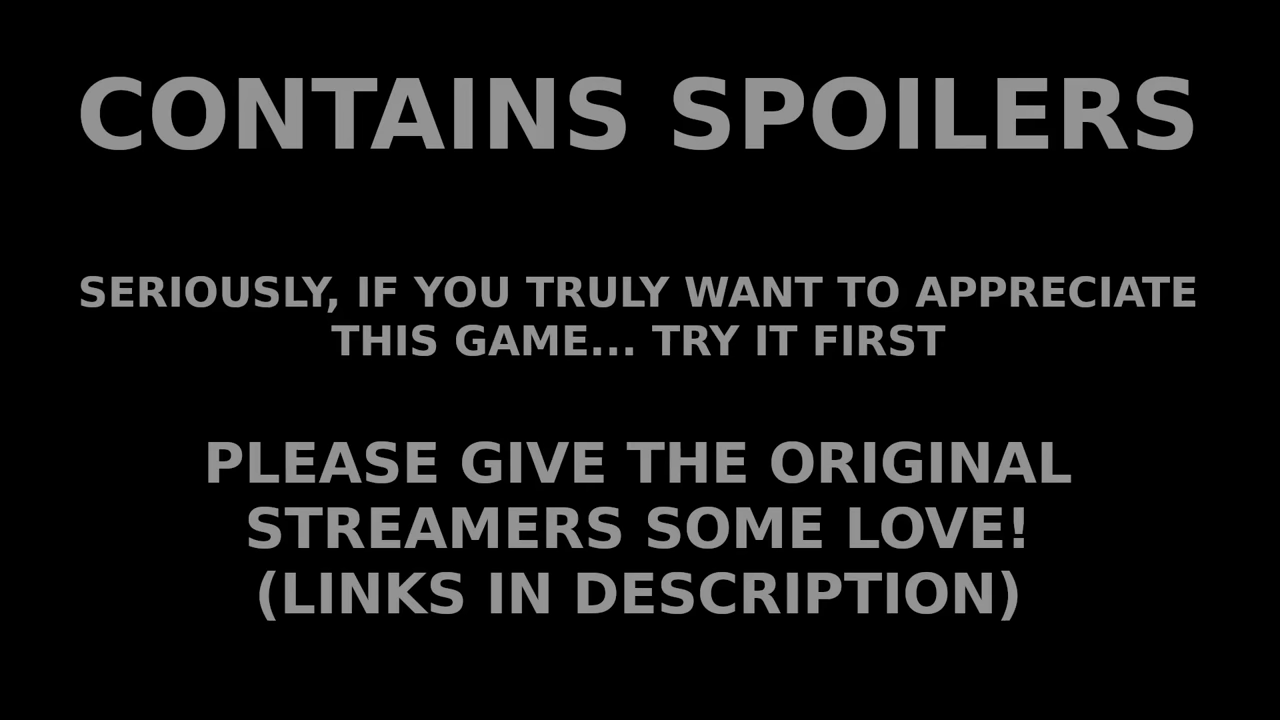 CONTAINS SPOILERS
SERIOUSLY, IF YOU TRULY WANT TO APPRECIATE
THIS GAME... TRY IT FIRST
PLEASE GIVE THE ORIGINAL
STREAMERS SOME LOVE!
(LINKS IN DESCRIPTION)